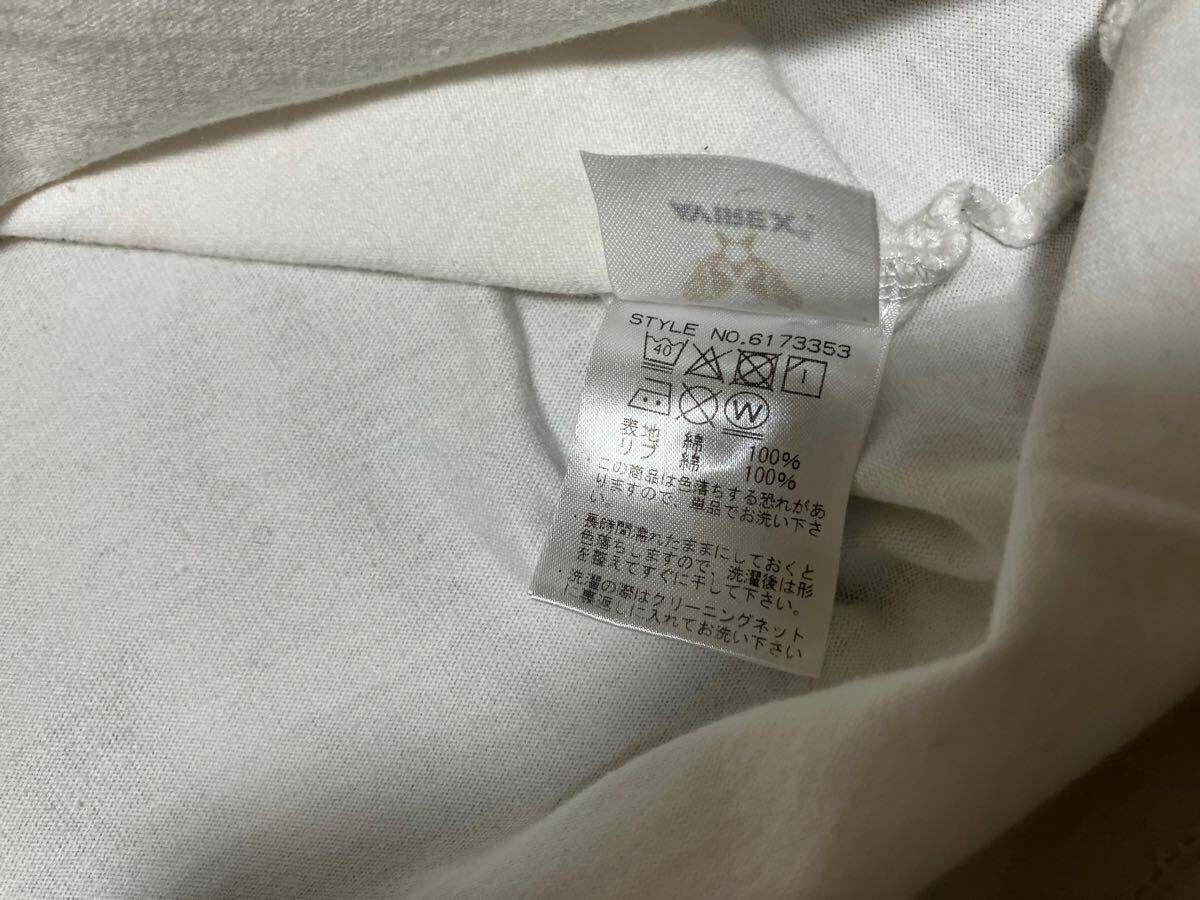 STYLE NO.6173353
40
W
表地 綿 100%
リブ 綿 100%
・この商品は色落ちする恐れがあ
りますので、単品でお洗い下さ
い。
・長時間濡れたままにしておくと
色落ちしますので、洗濯後は形
を整えてすぐに干して下さい。
・洗濯の際はクリーニングネット
に裏返しに入れてお洗い下さい